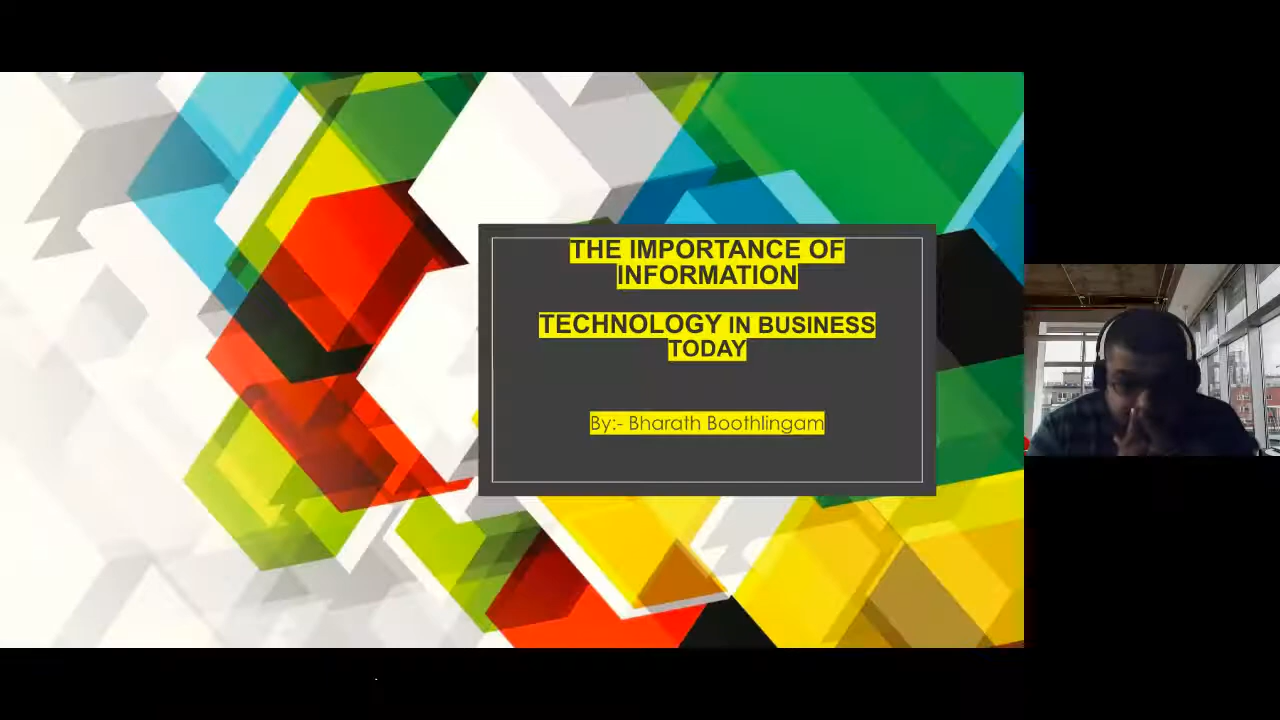 THE IMPORTANCE OF
INFORMATION
TECHNOLOGY IN BUSINESS
TODAY
By:- Bharath Boothlingam